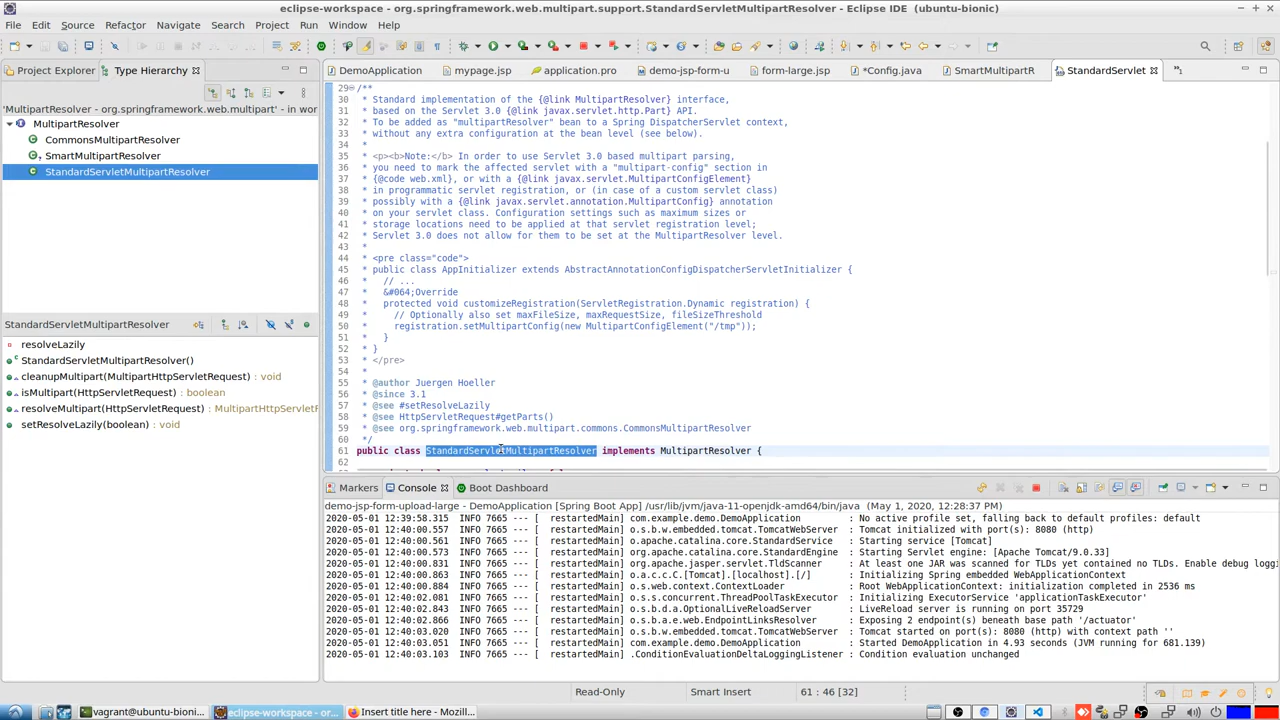 eclipse-workspace - org.springframework.web.multipart.support.StandardServletMultipartResolver - Eclipse IDE (ubuntu-bionic)
File Edit Source Refactor Navigate Search Project Run Window Help
Project Explorer Type Hierarchy
DemoApplication mypage.jsp application.pro demo-jsp-form-u form-large.jsp *Config.java SmartMultipartR StandardServlet
'MultipartResolver - org.springframework.web.multipart' - in wor
MultipartResolver
CommonsMultipartResolver
SmartMultipartResolver
StandardServletMultipartResolver
StandardServletMultipartResolver
resolveLazily
StandardServletMultipartResolver()
cleanupMultipart(MultipartHttpServletRequest) : void
isMultipart(HttpServletRequest) : boolean
resolveMultipart(HttpServletRequest) : MultipartHttpServletR
setResolveLazily(boolean) : void
29 /**
30 * Standard implementation of the {@link MultipartResolver} interface,
31 * based on the Servlet 3.0 {@link javax.servlet.http.Part} API.
32 * To be added as "multipartResolver" bean to a Spring DispatcherServlet context,
33 * without any extra configuration at the bean level (see below).
34 *
35 * <p><b>Note:</b> In order to use Servlet 3.0 based multipart parsing,
36 * you need to mark the affected servlet with a "multipart-config" section in
37 * {@code web.xml}, or with a {@link javax.servlet.MultipartConfigElement}
38 * in programmatic servlet registration, or (in case of a custom servlet class)
39 * possibly with a {@link javax.servlet.annotation.MultipartConfig} annotation
40 * on your servlet class. Configuration settings such as maximum sizes or
41 * storage locations need to be applied at that servlet registration level;
42 * Servlet 3.0 does not allow for them to be set at the MultipartResolver level.
43 *
44 * <pre class="code">
45 * public class AppInitializer extends AbstractAnnotationConfigDispatcherServletInitializer {
46 * // ...
47 * &#064;Override
48 * protected void customizeRegistration(ServletRegistration.Dynamic registration) {
49 * // Optionally also set maxFileSize, maxRequestSize, fileSizeThreshold
50 * registration.setMultipartConfig(new MultipartConfigElement("/tmp"));
51 * }
52 * }
53 * </pre>
54 *
55 * @author Juergen Hoeller
56 * @since 3.1
57 * @see #setResolveLazily
58 * @see HttpServletRequest#getParts()
59 * @see org.springframework.web.multipart.commons.CommonsMultipartResolver
60 */
61 public class StandardServletMultipartResolver implements MultipartResolver {
62
Markers Console Boot Dashboard
demo-jsp-form-upload-large - DemoApplication [Spring Boot App] /usr/lib/jvm/java-11-openjdk-amd64/bin/java (May 1, 2020, 12:28:37 PM)
2020-05-01 12:39:58.315 INFO 7665 --- [ restartedMain] com.example.demo.DemoApplication : No active profile set, falling back to default profiles: default
2020-05-01 12:40:00.557 INFO 7665 --- [ restartedMain] o.s.b.w.embedded.tomcat.TomcatWebServer : Tomcat initialized with port(s): 8080 (http)
2020-05-01 12:40:00.561 INFO 7665 --- [ restartedMain] o.apache.catalina.core.StandardService : Starting service [Tomcat]
2020-05-01 12:40:00.573 INFO 7665 --- [ restartedMain] org.apache.catalina.core.StandardEngine : Starting Servlet engine: [Apache Tomcat/9.0.33]
2020-05-01 12:40:00.831 INFO 7665 --- [ restartedMain] org.apache.jasper.servlet.TldScanner : At least one JAR was scanned for TLDs yet contained no TLDs. Enable debug loggi
2020-05-01 12:40:00.863 INFO 7665 --- [ restartedMain] o.a.c.c.C.[Tomcat].[localhost].[/] : Initializing Spring embedded WebApplicationContext
2020-05-01 12:40:00.884 INFO 7665 --- [ restartedMain] o.s.web.context.ContextLoader : Root WebApplicationContext: initialization completed in 2536 ms
2020-05-01 12:40:02.081 INFO 7665 --- [ restartedMain] o.s.s.concurrent.ThreadPoolTaskExecutor : Initializing ExecutorService 'applicationTaskExecutor'
2020-05-01 12:40:02.843 INFO 7665 --- [ restartedMain] o.s.b.d.a.OptionalLiveReloadServer : LiveReload server is running on port 35729
2020-05-01 12:40:02.866 INFO 7665 --- [ restartedMain] o.s.b.a.e.web.EndpointLinksResolver : Exposing 2 endpoint(s) beneath base path '/actuator'
2020-05-01 12:40:03.020 INFO 7665 --- [ restartedMain] o.s.b.w.embedded.tomcat.TomcatWebServer : Tomcat started on port(s): 8080 (http) with context path ''
2020-05-01 12:40:03.051 INFO 7665 --- [ restartedMain] com.example.demo.DemoApplication : Started DemoApplication in 4.93 seconds (JVM running for 681.139)
2020-05-01 12:40:03.103 INFO 7665 --- [ restartedMain] .ConditionEvaluationDeltaLoggingListener : Condition evaluation unchanged
Read-Only Smart Insert 61 : 46 [32]
vagrant@ubuntu-bioni... eclipse-workspace - or... Insert title here - Mozill...